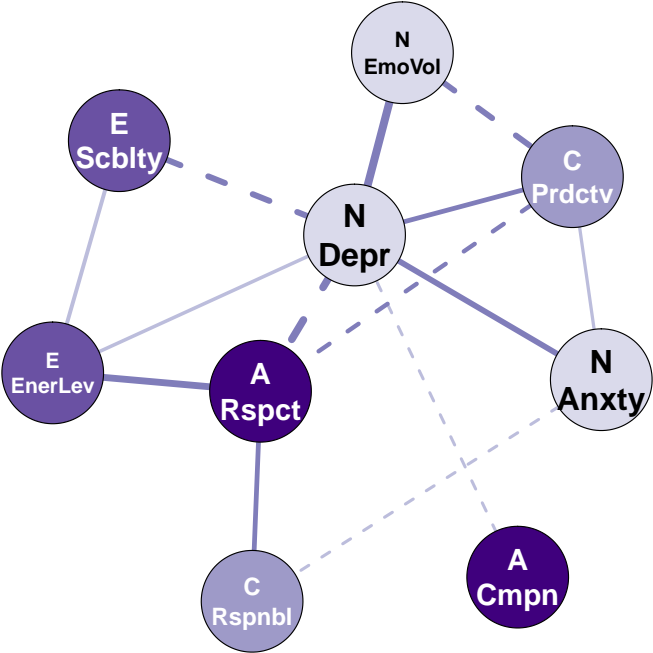 N
EmoVol
E
Scblty
C
Prdctv
N
Depr
E
EnerLev
A
Rspct
N
Anxty
C
Rspnbl
A
Cmpn